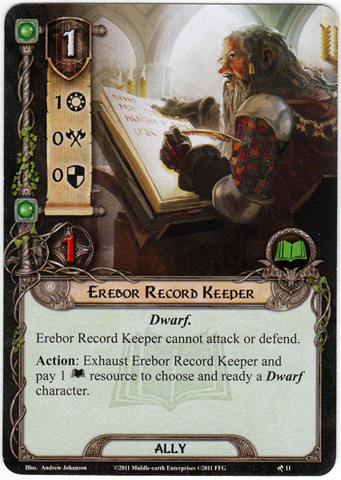 1
1
0
0
1
EREBOR RECORD KEEPER
Dwarf.
Erebor Record Keeper cannot attack or defend.
Action: Exhaust Erebor Record Keeper and
pay 1 resource to choose and ready a Dwarf
character.
ALLY
Illus. Andrew Johanson ©2011 Middle-earth Enterprises ©2011 FFG 11